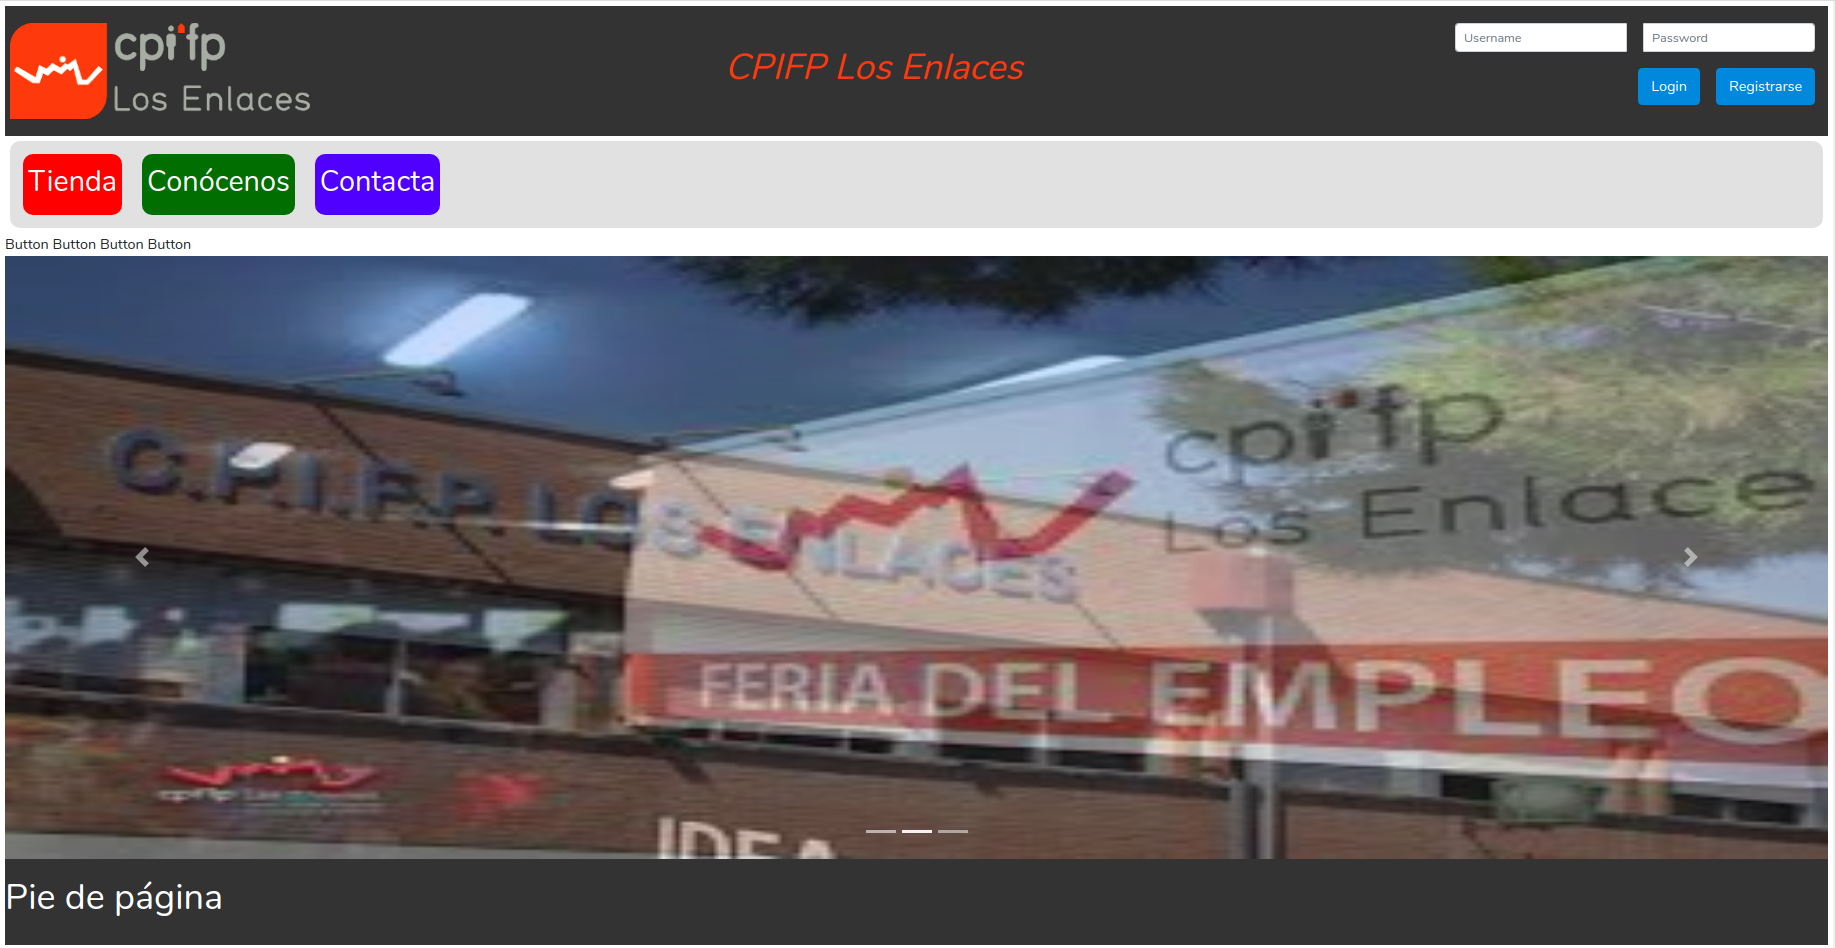 cpifp
Los Enlaces
CPIFP Los Enlaces
Username
Password
Login
Registrarse
Tienda
Conócenos
Contacta
Button Button Button Button
C.P.I.F.P. LOS ENLACES
cpifp
Los Enlace
FERIA DEL EMPLEO
cpifp Los Enlaces
IDEA
Pie de página